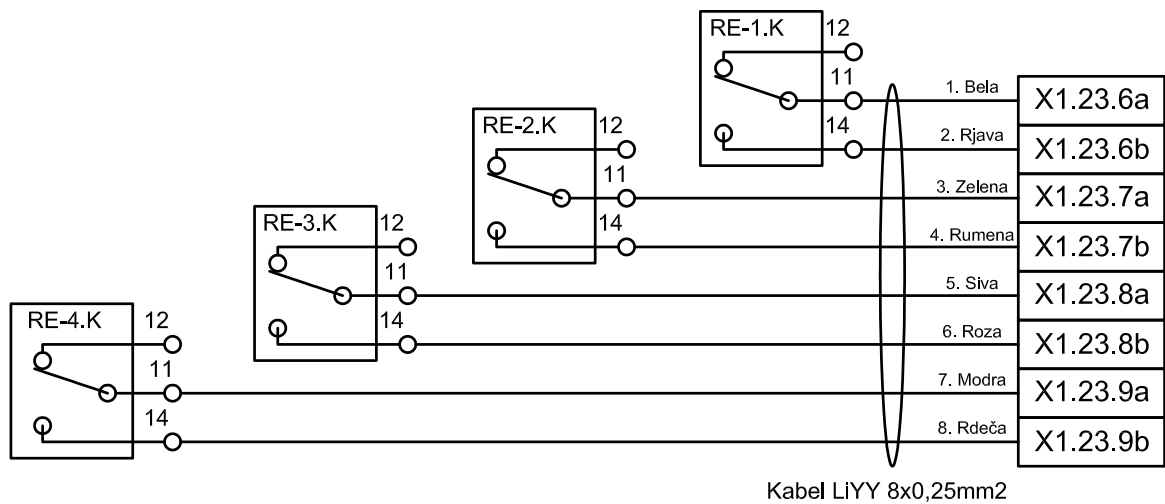 RE-1.K
12
11
14
1. Bela
X1.23.6a
2. Rjava
X1.23.6b
RE-2.K
12
11
14
3. Zelena
X1.23.7a
4. Rumena
X1.23.7b
RE-3.K
12
11
14
5. Siva
X1.23.8a
6. Roza
X1.23.8b
RE-4.K
12
11
14
7. Modra
X1.23.9a
8. Rdeča
X1.23.9b
Kabel LiYY 8x0,25mm2